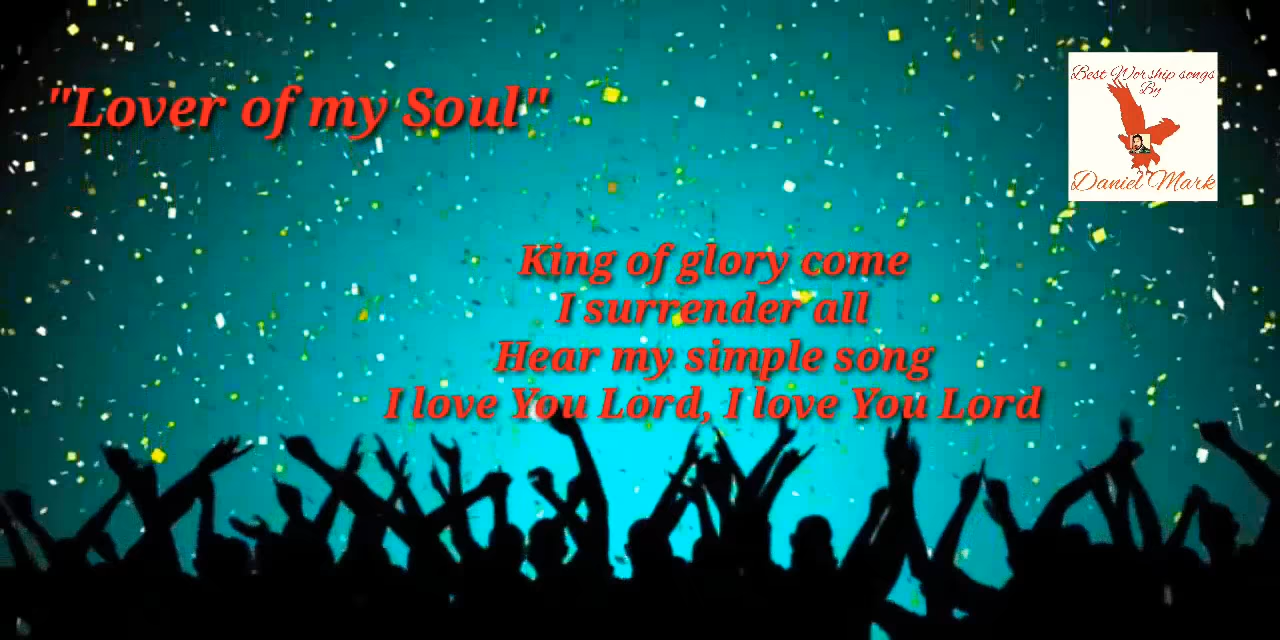 "Lover of my Soul"
Best Worship songs
By
Daniel Mark
King of glory come
I surrender all
Hear my simple song
I love You Lord, I love You Lord